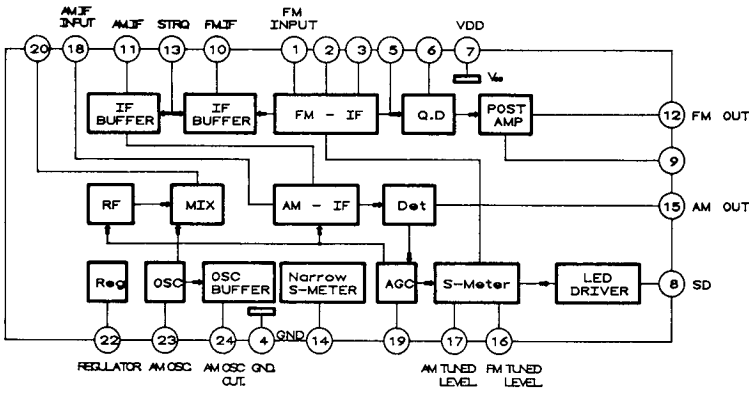 AM IF INPUT
AM IF
STRQ
FM IF
FM INPUT
VDD
20
18
11
13
10
1
2
3
5
6
7
IF BUFFER
IF BUFFER
FM - IF
Q.D
POST AMP
12
FM OUT
9
RF
MIX
AM - IF
Det
15
AM OUT
Reg
OSC
OSC BUFFER
Narrow S-METER
AGC
S-Meter
LED DRIVER
8
SD
22
23
24
4
GND
14
19
17
16
REGULATOR
AM OSC.
AM OSC OUT.
GND.
AM TUNED LEVEL
FM TUNED LEVEL.